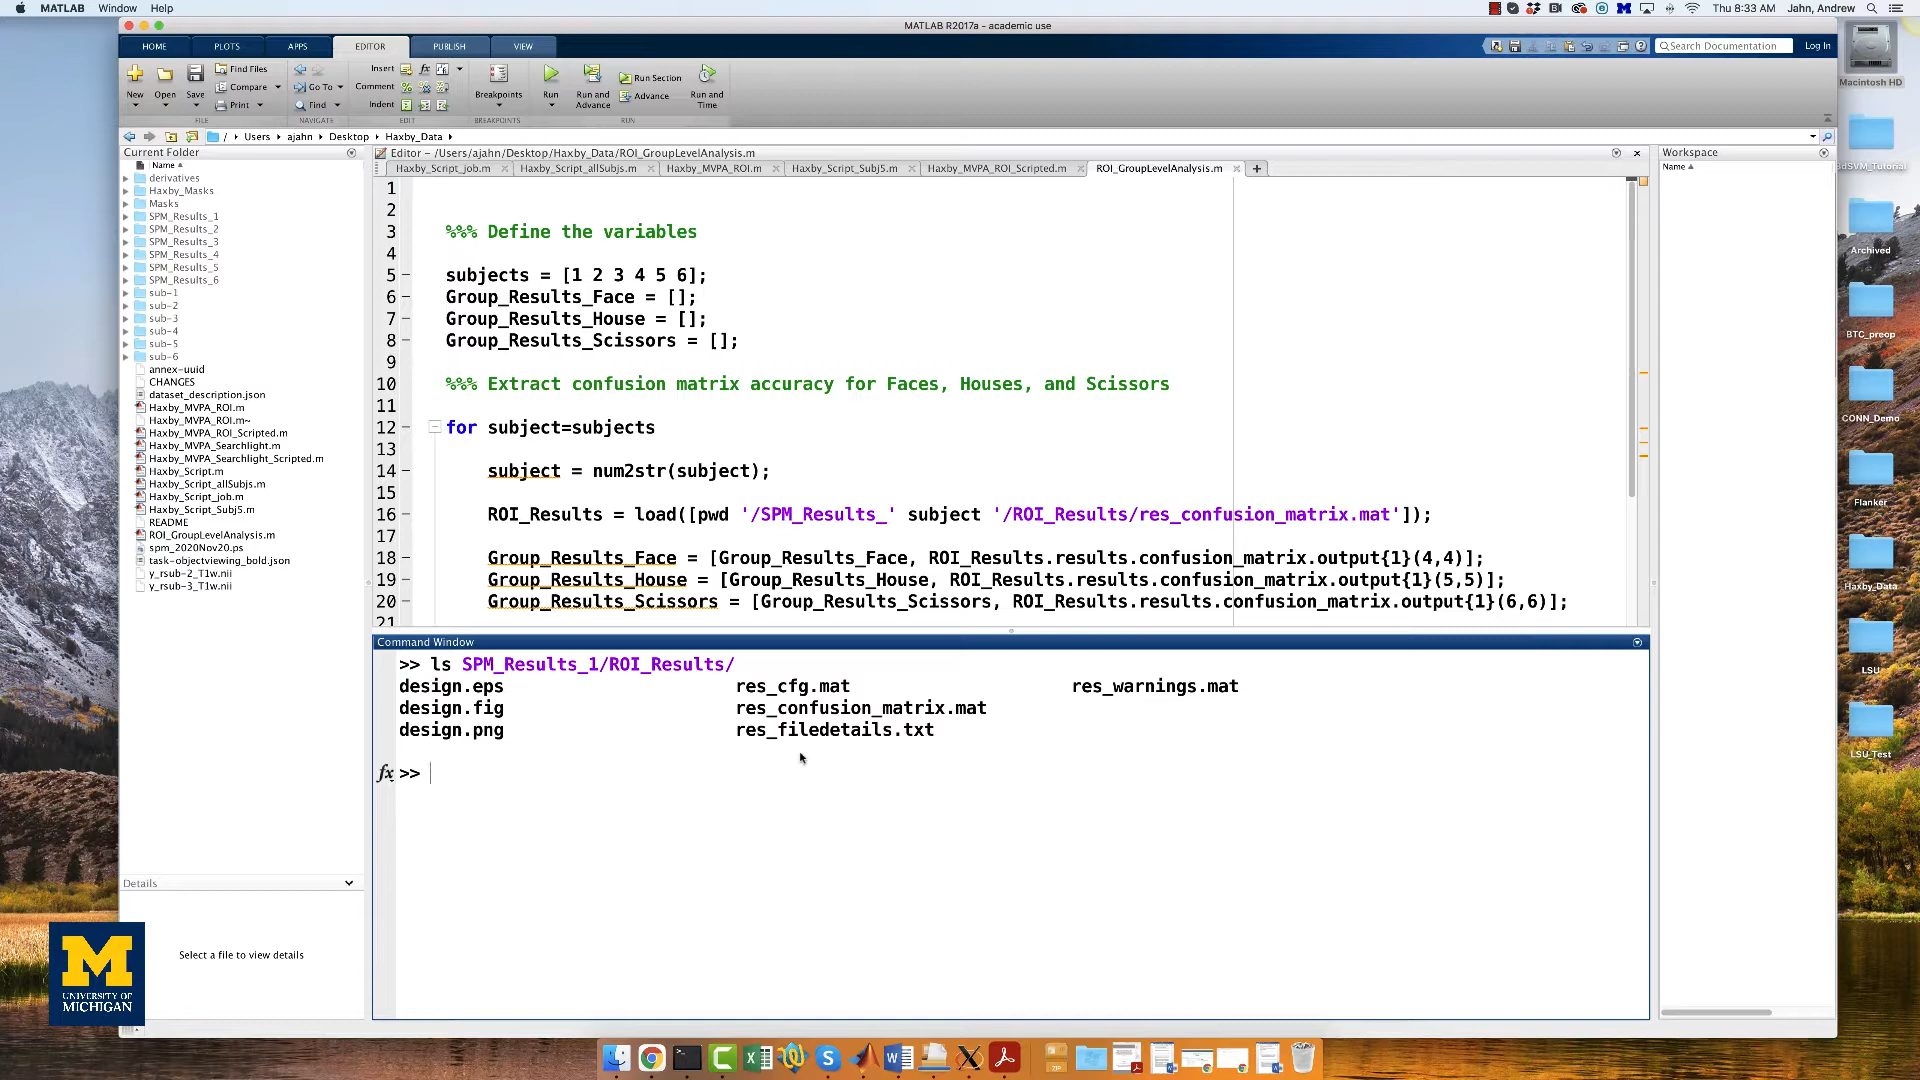 MATLAB Window Help
Thu 8:33 AM Jahn, Andrew
MATLAB R2017a - academic use
HOME PLOTS APPS EDITOR PUBLISH VIEW
Search Documentation Log In
New Open Save
Find Files
Compare
Print
Go To
Find
Insert
Comment
Indent
Breakpoints
Run
Run and Advance
Run Section
Advance
Run and Time
FILE NAVIGATE EDIT BREAKPOINTS RUN
/ Users ajahn Desktop Haxby_Data
Current Folder
Name
derivatives
Haxby_Masks
Masks
SPM_Results_1
SPM_Results_2
SPM_Results_3
SPM_Results_4
SPM_Results_5
SPM_Results_6
sub-1
sub-2
sub-3
sub-4
sub-5
sub-6
annex-uuid
CHANGES
dataset_description.json
Haxby_MVPA_ROI.m
Haxby_MVPA_ROI.m~
Haxby_MVPA_ROI_Scripted.m
Haxby_MVPA_Searchlight.m
Haxby_MVPA_Searchlight_Scripted.m
Haxby_Script.m
Haxby_Script_allSubjs.m
Haxby_Script_job.m
Haxby_Script_Subj5.m
README
ROI_GroupLevelAnalysis.m
spm_2020Nov20.ps
task-objectviewing_bold.json
y_rsub-2_T1w.nii
y_rsub-3_T1w.nii
Details
Select a file to view details
M
UNIVERSITY OF
MICHIGAN
Editor - /Users/ajahn/Desktop/Haxby_Data/ROI_GroupLevelAnalysis.m
Haxby_Script_job.m Haxby_Script_allSubjs.m Haxby_MVPA_ROI.m Haxby_Script_Subj5.m Haxby_MVPA_ROI_Scripted.m ROI_GroupLevelAnalysis.m
1
2
3 %%% Define the variables
4
5 subjects = [1 2 3 4 5 6];
6 Group_Results_Face = [];
7 Group_Results_House = [];
8 Group_Results_Scissors = [];
9
10 %%% Extract confusion matrix accuracy for Faces, Houses, and Scissors
11
12 for subject=subjects
13
14 subject = num2str(subject);
15
16 ROI_Results = load([pwd '/SPM_Results_' subject '/ROI_Results/res_confusion_matrix.mat']);
17
18 Group_Results_Face = [Group_Results_Face, ROI_Results.results.confusion_matrix.output{1}(4,4)];
19 Group_Results_House = [Group_Results_House, ROI_Results.results.confusion_matrix.output{1}(5,5)];
20 Group_Results_Scissors = [Group_Results_Scissors, ROI_Results.results.confusion_matrix.output{1}(6,6)];
21
Command Window
>> ls SPM_Results_1/ROI_Results/
design.eps res_cfg.mat res_warnings.mat
design.fig res_confusion_matrix.mat
design.png res_filedetails.txt
fx >>
Workspace
Name
Macintosh HD
Archived
BTC_preop
CONN_Demo
Flanker
Haxby_Data
LSU
LSU_Test